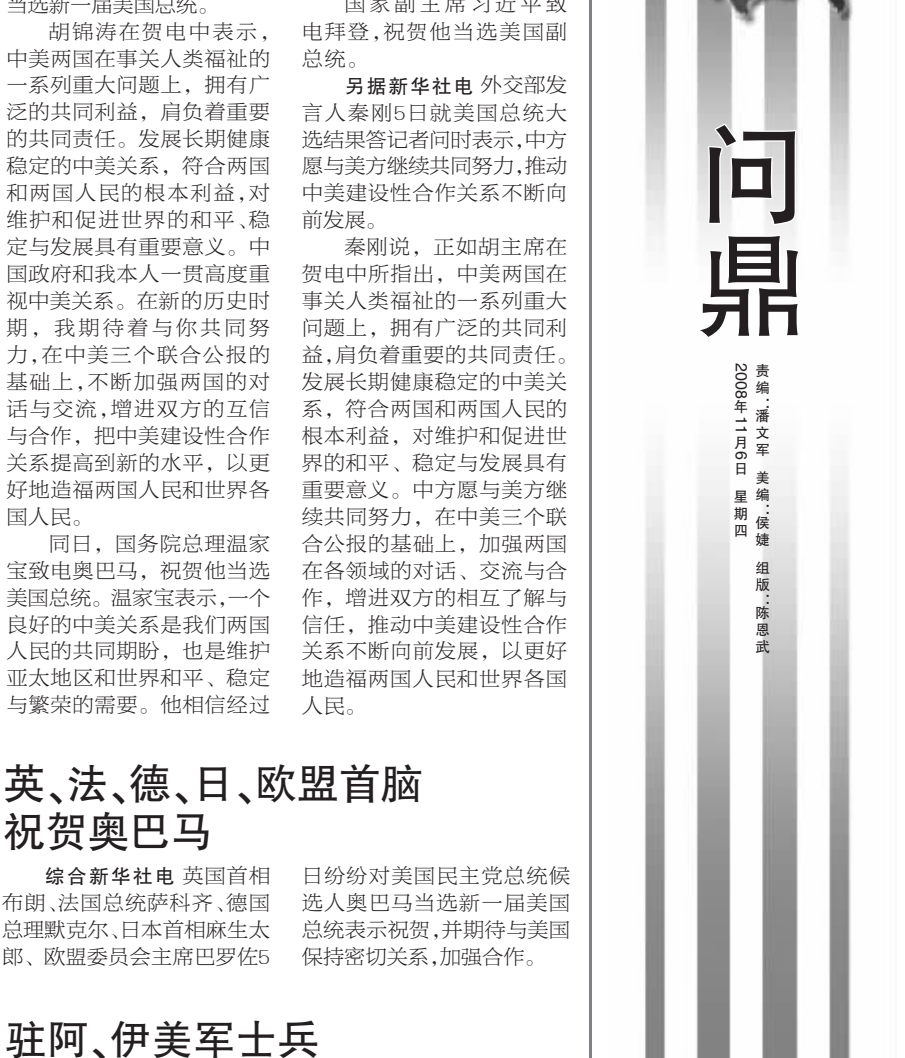 当选新一届美国总统。
胡锦涛在贺电中表示，
中美两国在事关人类福祉的
一系列重大问题上，拥有广
泛的共同利益，肩负着重要
的共同责任。发展长期健康
稳定的中美关系，符合两国
和两国人民的根本利益，对
维护和促进世界的和平、稳
定与发展具有重要意义。中
国政府和我本人一贯高度重
视中美关系。在新的历史时
期，我期待着与你共同努
力，在中美三个联合公报的
基础上，不断加强两国的对
话与交流，增进双方的互信
与合作，把中美建设性合作
关系提高到新的水平，以更
好地造福两国人民和世界各
国人民。
同日，国务院总理温家
宝致电奥巴马，祝贺他当选
美国总统。温家宝表示，一个
良好的中美关系是我们两国
人民的共同期盼，也是维护
亚太地区和世界和平、稳定
与繁荣的需要。他相信经过
国家副主席习近平致
电拜登，祝贺他当选美国副
总统。
另据新华社电 外交部发
言人秦刚5日就美国总统大
选结果答记者问时表示，中方
愿与美方继续共同努力，推动
中美建设性合作关系不断向
前发展。
秦刚说，正如胡主席在
贺电中所指出，中美两国在
事关人类福祉的一系列重大
问题上，拥有广泛的共同利
益，肩负着重要的共同责任。
发展长期健康稳定的中美关
系，符合两国和两国人民的
根本利益，对维护和促进世
界的和平、稳定与发展具有
重要意义。中方愿与美方继
续共同努力，在中美三个联
合公报的基础上，加强两国
在各领域的对话、交流与合
作，增进双方的相互了解与
信任，推动中美建设性合作
关系不断向前发展，以更好
地造福两国人民和世界各国
人民。
英、法、德、日、欧盟首脑
祝贺奥巴马
综合新华社电 英国首相
布朗、法国总统萨科齐、德国
总理默克尔、日本首相麻生太
郎、欧盟委员会主席巴罗佐5
日纷纷对美国民主党总统候
选人奥巴马当选新一届美国
总统表示祝贺，并期待与美国
保持密切关系，加强合作。
驻阿、伊美军士兵
问鼎
责编：潘文军 美编：侯婕 组版：陈恩武
2008年11月6日 星期四